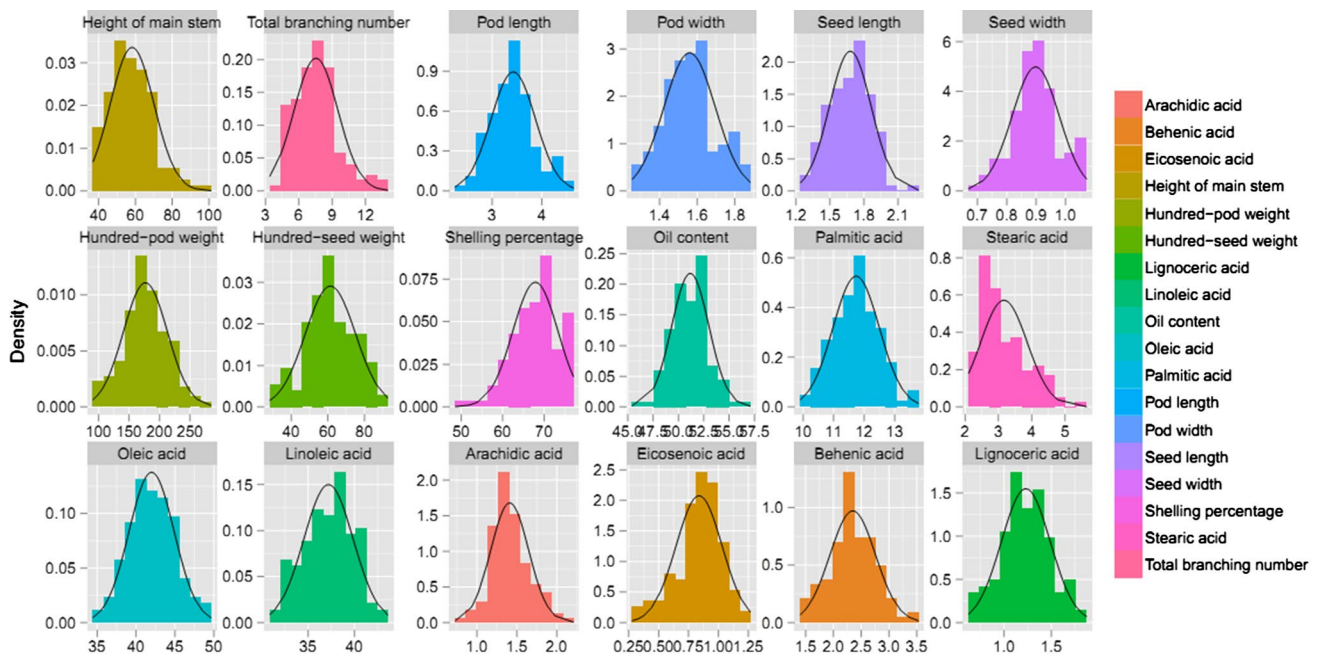 Height of main stem Total branching number Pod length Pod width Seed length Seed width
0.03 0.02 0.01 0.00
0.20 0.15 0.10 0.05 0.00
0.9 0.6 0.3 0.0
3 2 1 0
2.0 1.5 1.0 0.5 0.0
6 4 2 0
40 60 80 100 3 6 9 12 3 4 1.4 1.6 1.8 1.2 1.5 1.8 2.1 0.7 0.8 0.9 1.0
Hundred−pod weight Hundred−seed weight Shelling percentage Oil content Palmitic acid Stearic acid
0.010 0.005 0.000
0.03 0.02 0.01 0.00
0.075 0.050 0.025 0.000
0.25 0.20 0.15 0.10 0.05 0.00
0.6 0.4 0.2 0.0
0.8 0.6 0.4 0.2 0.0
100 150 200 250 40 60 80 50 60 70 45.0 47.5 50.0 52.5 55.0 57.5 10 11 12 13 2 3 4 5
Oleic acid Linoleic acid Arachidic acid Eicosenoic acid Behenic acid Lignoceric acid
0.10 0.05 0.00
0.15 0.10 0.05 0.00
2.0 1.5 1.0 0.5 0.0
2.5 2.0 1.5 1.0 0.5 0.0
1.0 0.5 0.0
1.5 1.0 0.5 0.0
35 40 45 50 35 40 1.0 1.5 2.0 0.25 0.50 0.75 1.00 1.25 1.5 2.0 2.5 3.0 3.5 1.0 1.5
Density
Arachidic acid
Behenic acid
Eicosenoic acid
Height of main stem
Hundred−pod weight
Hundred−seed weight
Lignoceric acid
Linoleic acid
Oil content
Oleic acid
Palmitic acid
Pod length
Pod width
Seed length
Seed width
Shelling percentage
Stearic acid
Total branching number